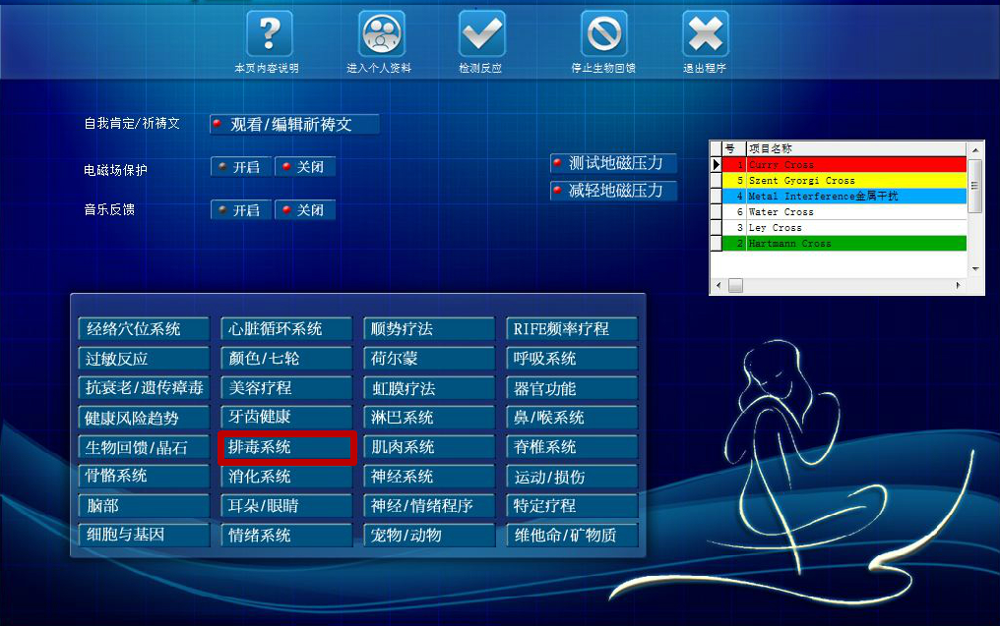 本页内容说明 进入个人资料 检测反应 停止生物回馈 退出程序
自我肯定/祈祷文 观看/编辑祈祷文
电磁场保护 开启 关闭
音乐反馈 开启 关闭
测试地磁压力
减轻地磁压力
号 项目名称
1 Curry Cross
5 Szent Gyorgi Cross
4 Metal Interference金属干扰
6 Water Cross
3 Ley Cross
2 Hartmann Cross
经络穴位系统 心脏循环系统 顺势疗法 RIFE频率疗程
过敏反应 颜色/七轮 荷尔蒙 呼吸系统
抗衰老/遗传瘴毒 美容疗程 虹膜疗法 器官功能
健康风险趋势 牙齿健康 淋巴系统 鼻/喉系统
生物回馈/晶石 排毒系统 肌肉系统 脊椎系统
骨骼系统 消化系统 神经系统 运动/损伤
脑部 耳朵/眼睛 神经/情绪程序 特定疗程
细胞与基因 情绪系统 宠物/动物 维他命/矿物质